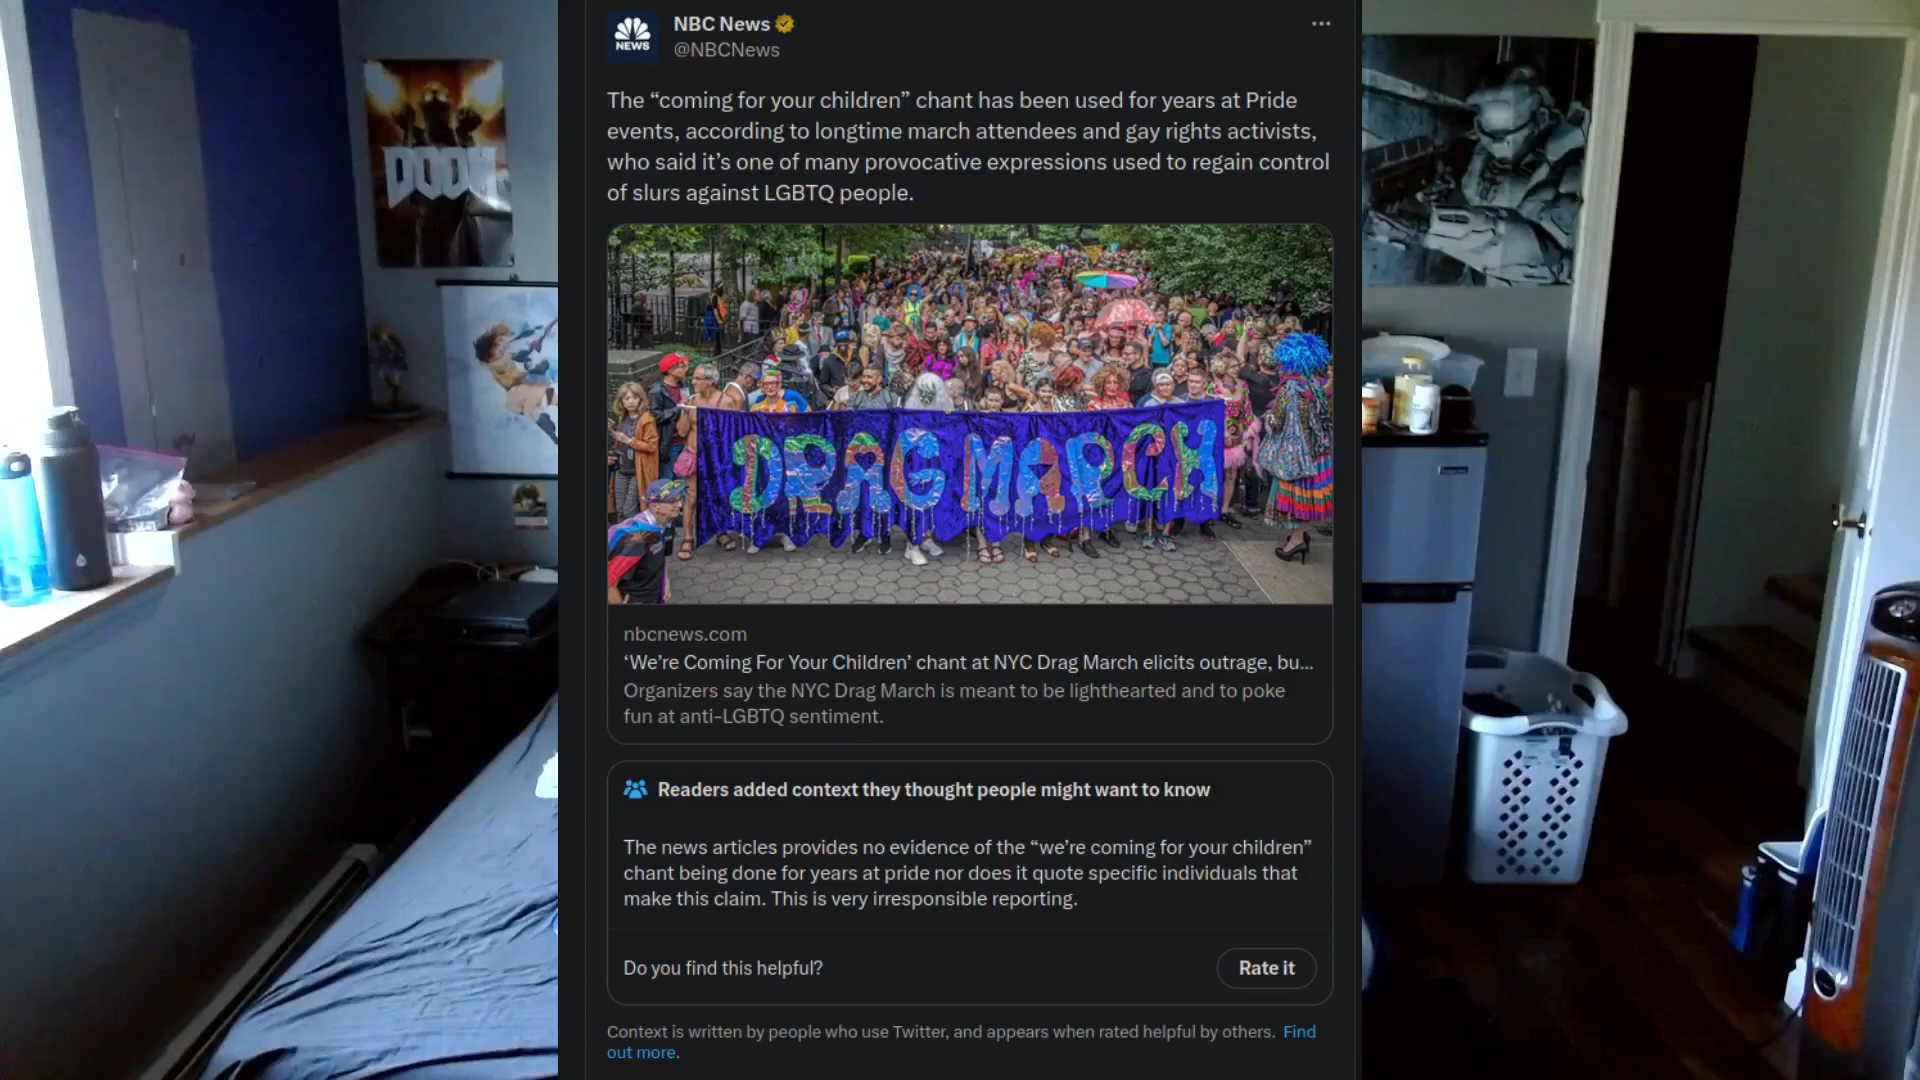 NBC News
@NBCNews
NEWS
The “coming for your children” chant has been used for years at Pride
events, according to longtime march attendees and gay rights activists,
who said it’s one of many provocative expressions used to regain control
of slurs against LGBTQ people.
DOOM
DRAG MARCH
nbcnews.com
‘We’re Coming For Your Children’ chant at NYC Drag March elicits outrage, bu...
Organizers say the NYC Drag March is meant to be lighthearted and to poke
fun at anti-LGBTQ sentiment.
Readers added context they thought people might want to know
The news articles provides no evidence of the “we’re coming for your children”
chant being done for years at pride nor does it quote specific individuals that
make this claim. This is very irresponsible reporting.
Do you find this helpful?
Rate it
Context is written by people who use Twitter, and appears when rated helpful by others. Find
out more.